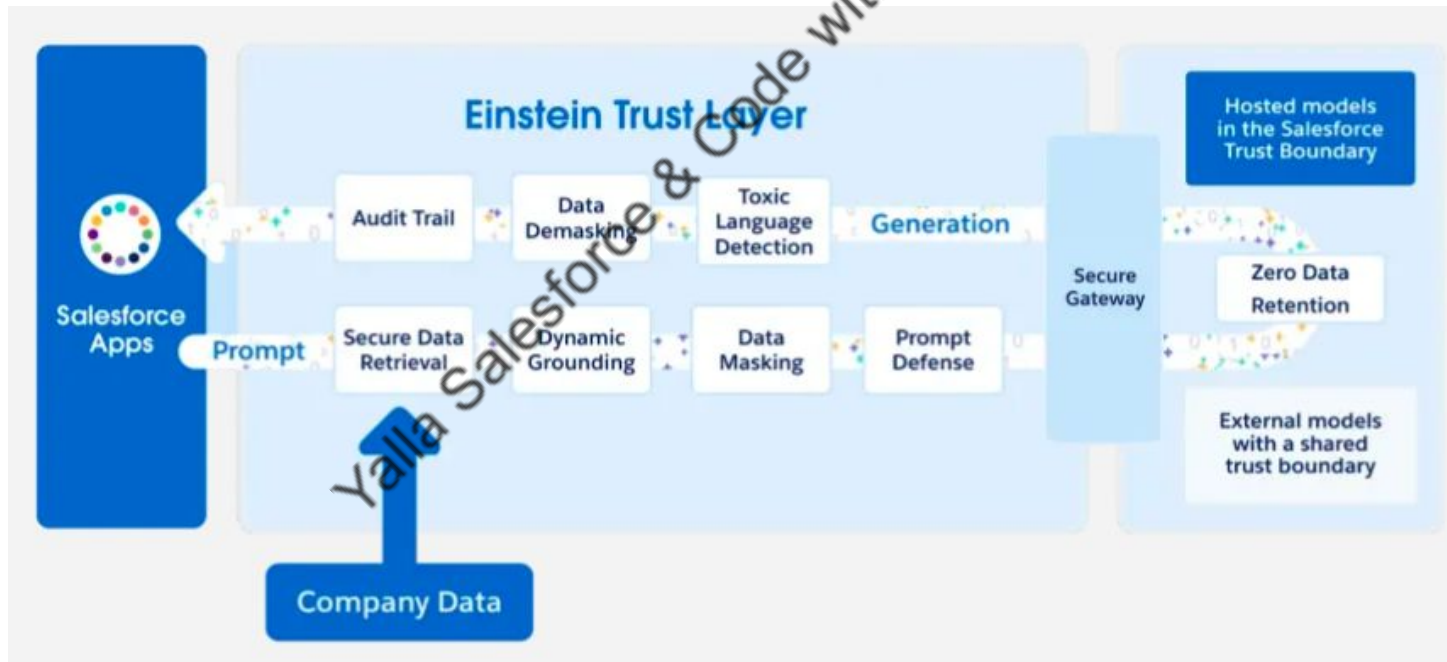 Einstein Trust Layer
Hosted models
in the Salesforce
Trust Boundary
Audit Trail
Data
Demasking
Toxic
Language
Detection
Generation
Secure
Gateway
Zero Data
Retention
Salesforce
Apps
Prompt
Secure Data
Retrieval
Dynamic
Grounding
Data
Masking
Prompt
Defense
External models
with a shared
trust boundary
Company Data
Yalla Salesforce & Code